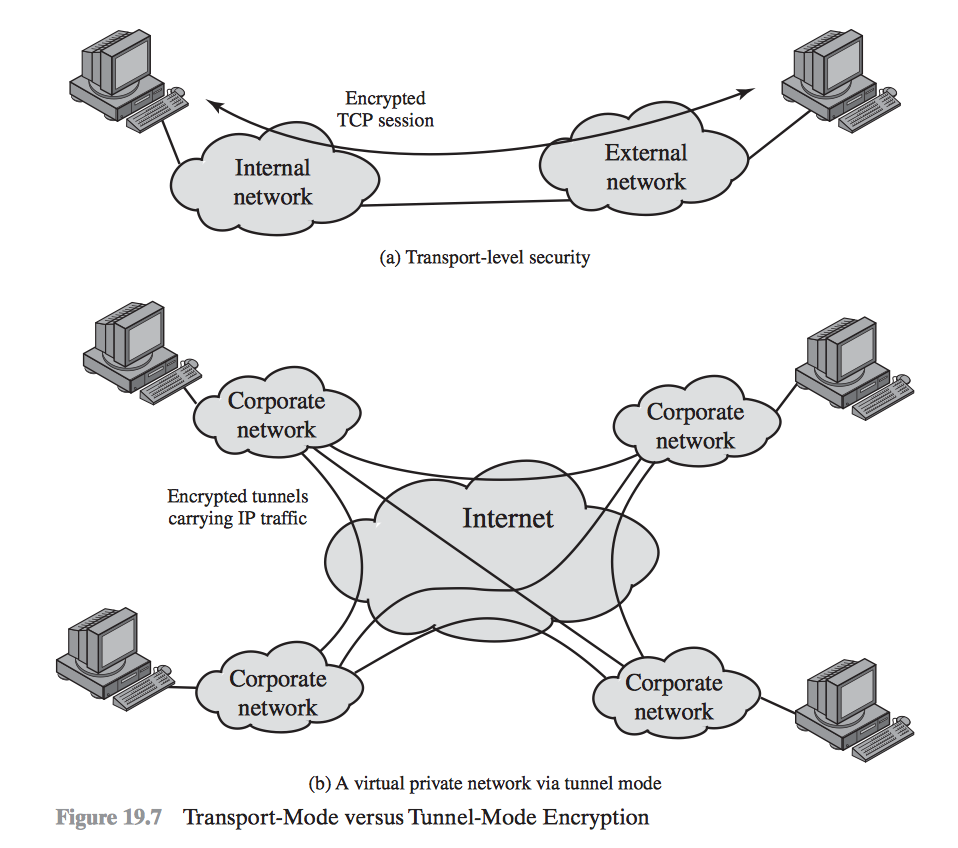 Encrypted
TCP session
Internal
network
External
network
(a) Transport-level security
Corporate
network
Corporate
network
Encrypted tunnels
carrying IP traffic
Internet
Corporate
network
Corporate
network
(b) A virtual private network via tunnel mode
Figure 19.7 Transport-Mode versus Tunnel-Mode Encryption